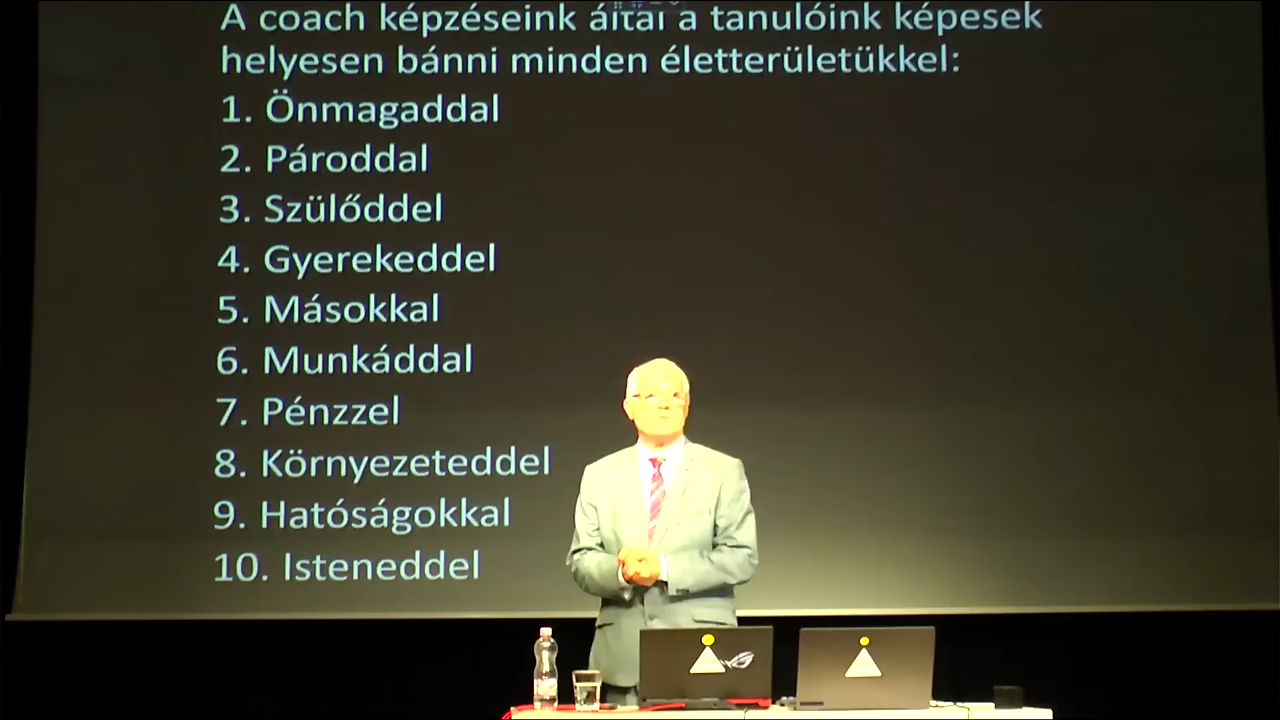 A coach képzéseink által a tanulóink képesek
helyesen bánni minden életterületükkel:
1. Önmagaddal
2. Pároddal
3. Szülőddel
4. Gyerekeddel
5. Másokkal
6. Munkáddal
7. Pénzzel
8. Környezeteddel
9. Hatóságokkal
10. Isteneddel